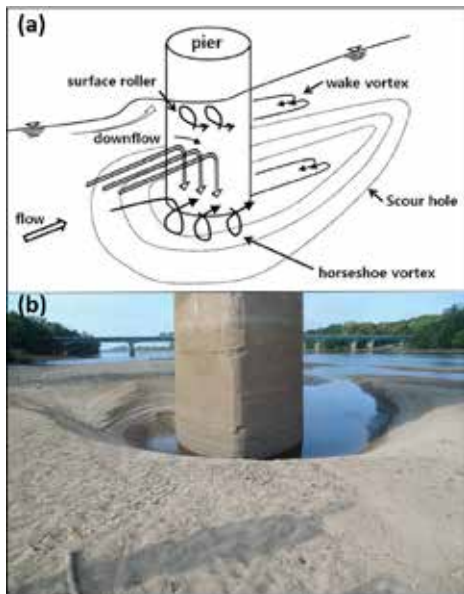 (a)
pier
surface roller
wake vortex
downflow
flow
Scour hole
horseshoe vortex
(b)